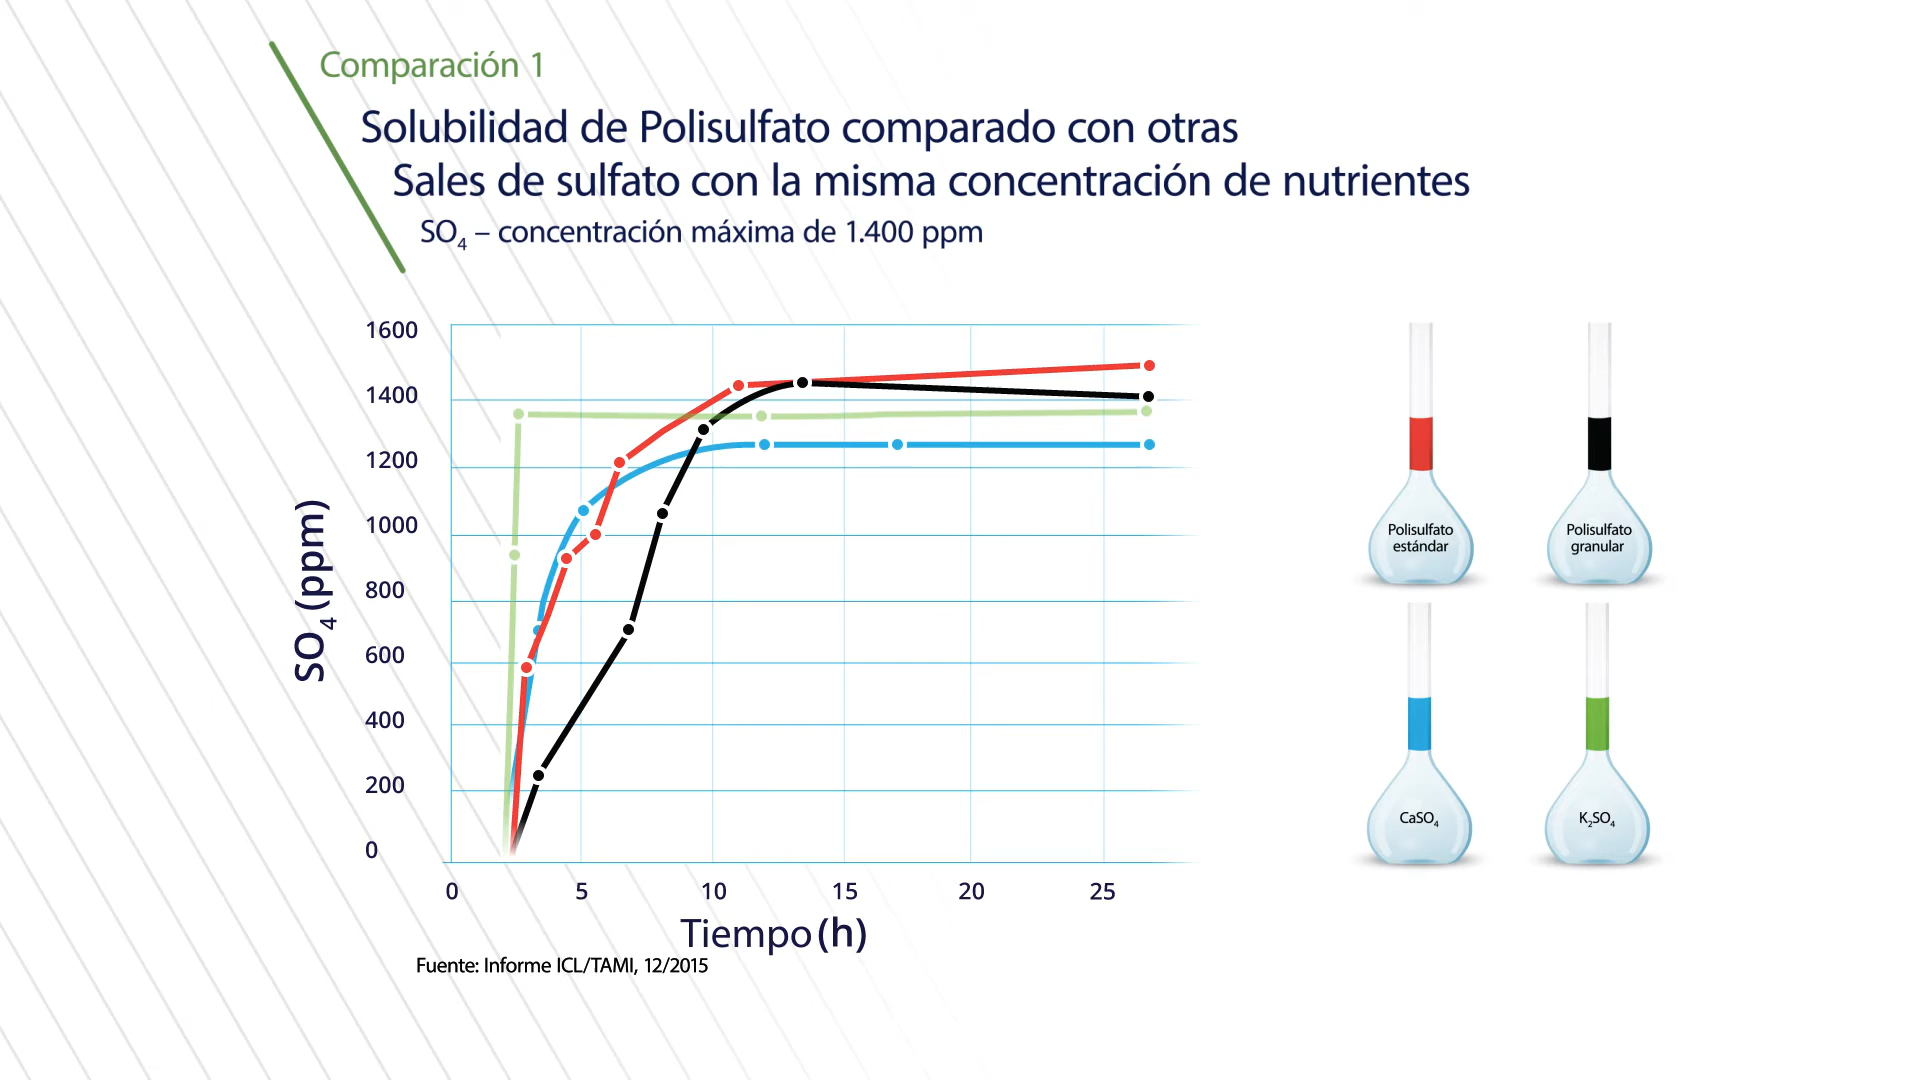 Comparación 1
Solubilidad de Polisulfato comparado con otras
Sales de sulfato con la misma concentración de nutrientes
SO₄ – concentración máxima de 1.400 ppm
1600
1400
1200
1000
800
600
400
200
0
SO₄ (ppm)
0 5 10 15 20 25
Tiempo (h)
Fuente: Informe ICL/TAMI, 12/2015
Polisulfato
estándar
Polisulfato
granular
CaSO₄
K₂SO₄